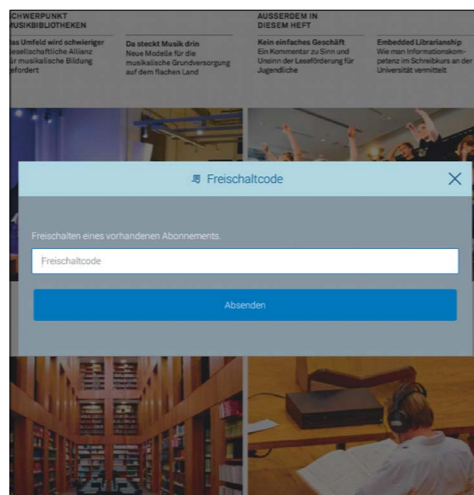 SCHWERPUNKT
MUSIKBIBLIOTHEKEN
Das Umfeld wird schwieriger
Gesellschaftliche Allianz
für musikalische Bildung
gefordert
Da steckt Musik drin
Neue Modelle für die
musikalische Grundversorgung
auf dem flachen Land
AUSSERDEM IN
DIESEM HEFT
Kein einfaches Geschäft
Ein Kommentar zu Sinn und
Unsinn der Leseförderung für
Jugendliche
Embedded Librarianship
Wie man Informationskom-
petenz im Schreibkurs an der
Universität vermittelt
Freischaltcode
Freischalten eines vorhandenen Abonnements.
Freischaltcode
Absenden